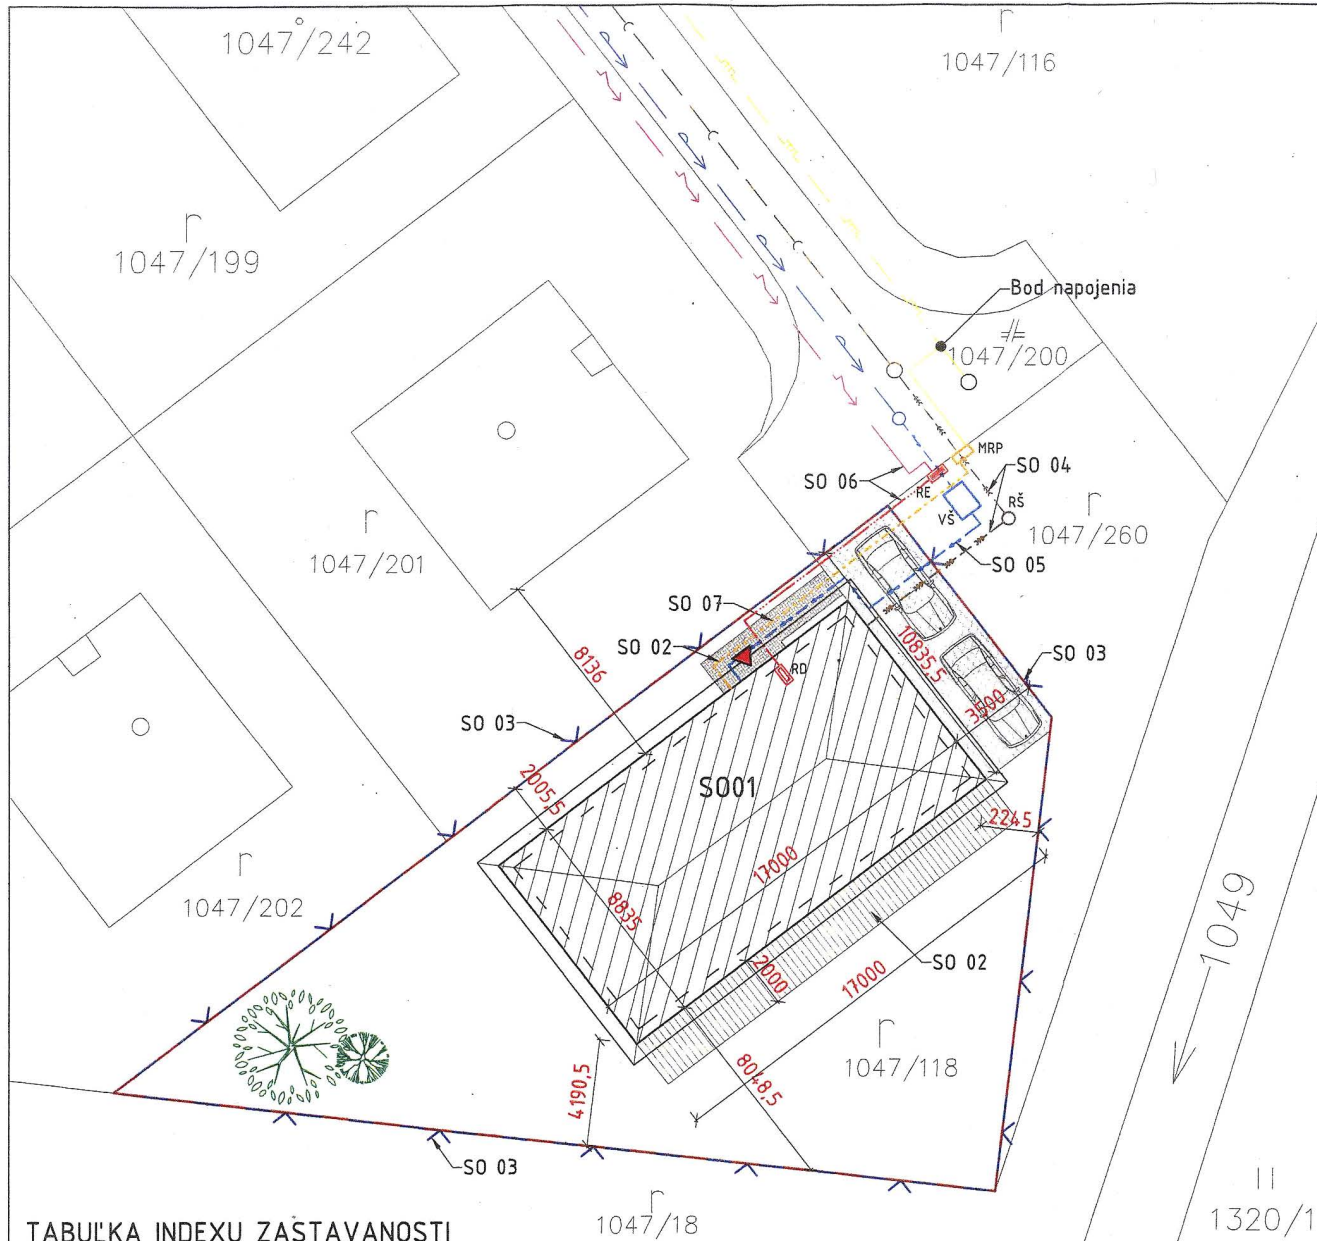 1047/242
r
1047/116
r
1047/199
Bod napojenia
1047/200
MRP
SO 04
SO 06
RE
RŠ
VŠ
r
1047/260
r
1047/201
SO 05
SO 07
SO 02
RD
10835,5
SO 03
8136
3500
SO 03
2005,5
SO01
2245
17000
r
1047/202
8835
1049
SO 02
2000
17000
r
1047/118
8048,5
4190,5
SO 03
r
1047/18
II
1320/1
TABUĽKA INDEXU ZASTAVANOSTI